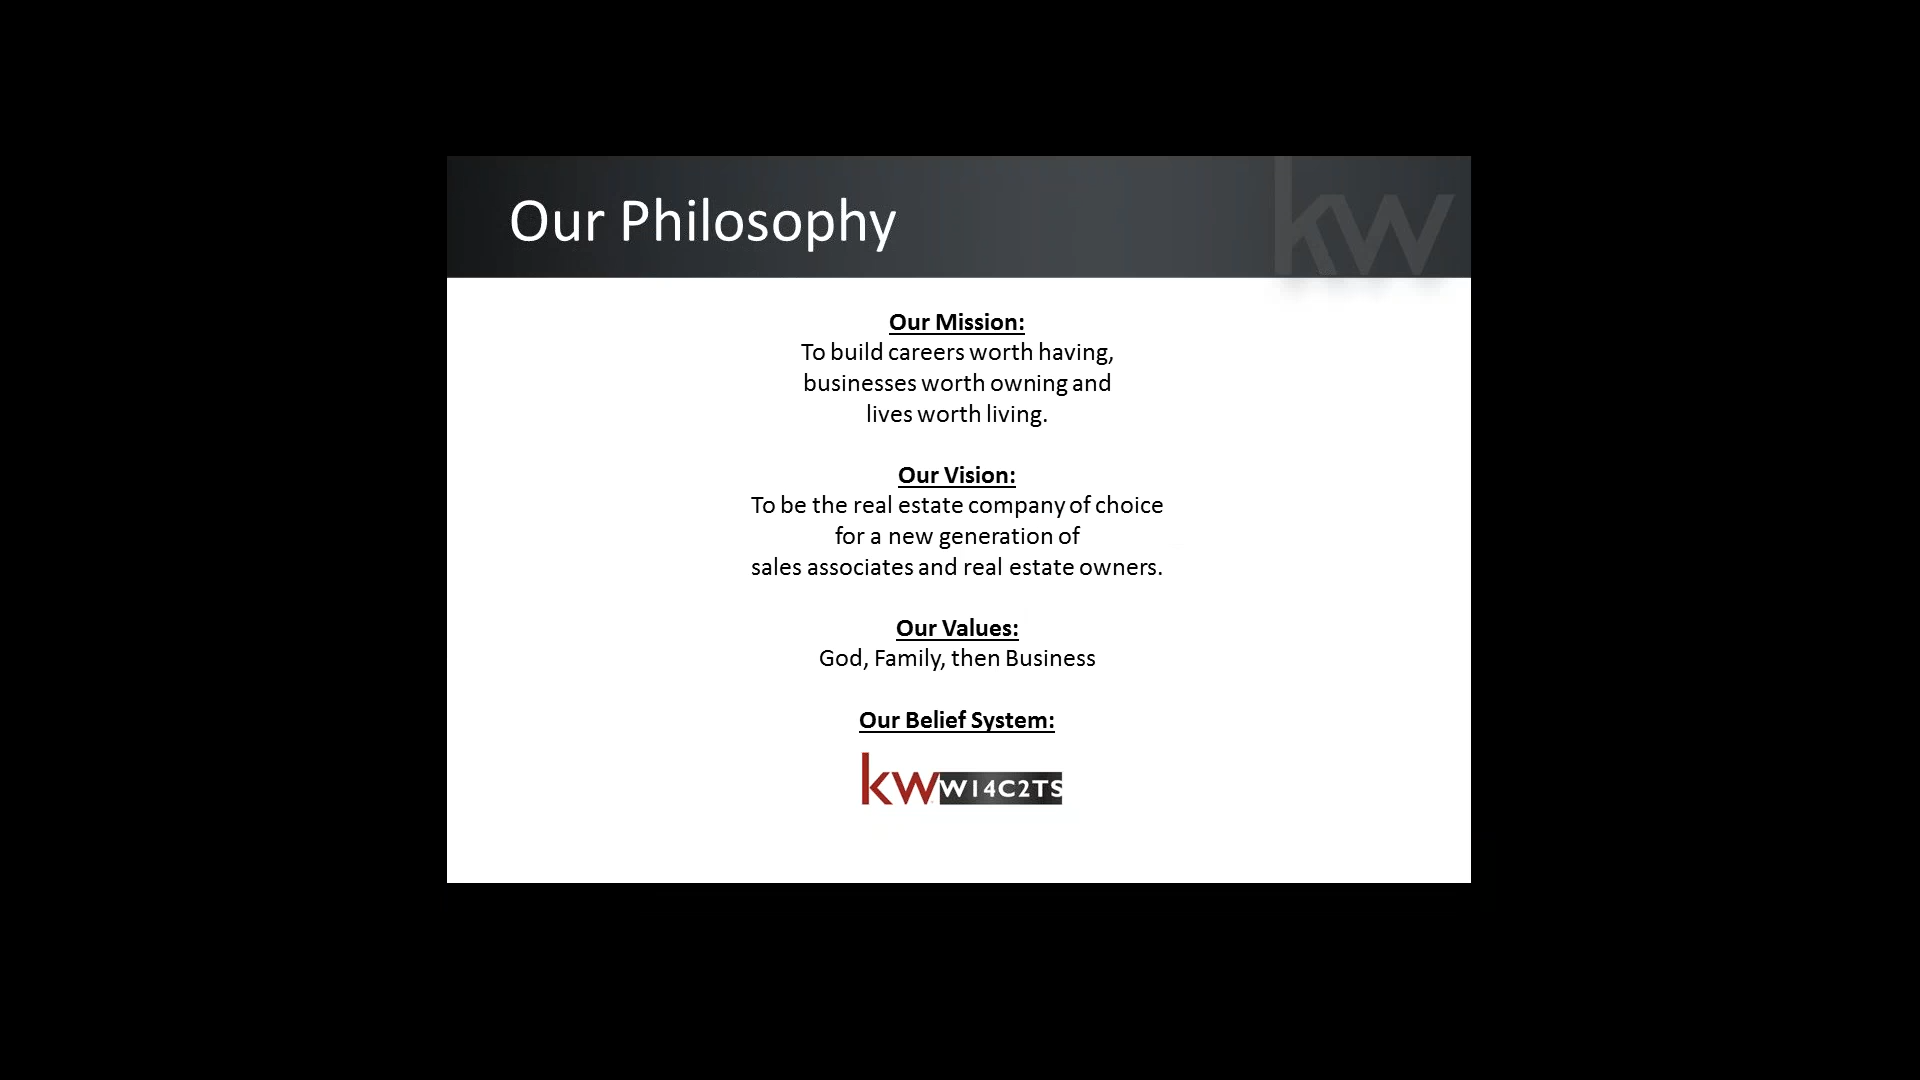 Our Philosophy
kw
Our Mission:
To build careers worth having,
businesses worth owning and
lives worth living.
Our Vision:
To be the real estate company of choice
for a new generation of
sales associates and real estate owners.
Our Values:
God, Family, then Business
Our Belief System:
kw W14C2TS